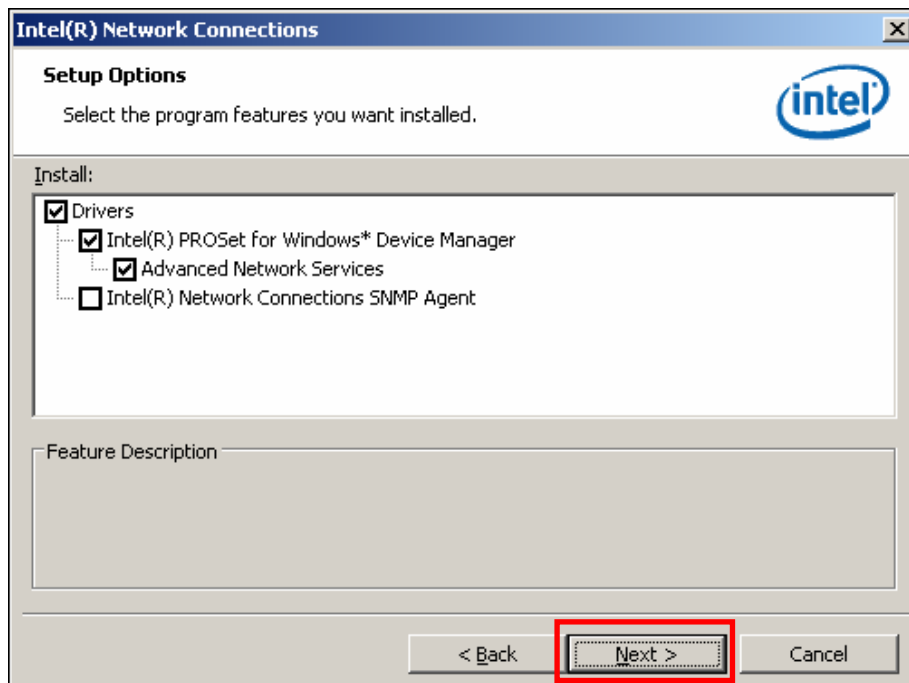 Intel(R) Network Connections
Setup Options
Select the program features you want installed.
intel
Install:
Drivers
Intel(R) PROSet for Windows* Device Manager
Advanced Network Services
Intel(R) Network Connections SNMP Agent
Feature Description
< Back Next > Cancel